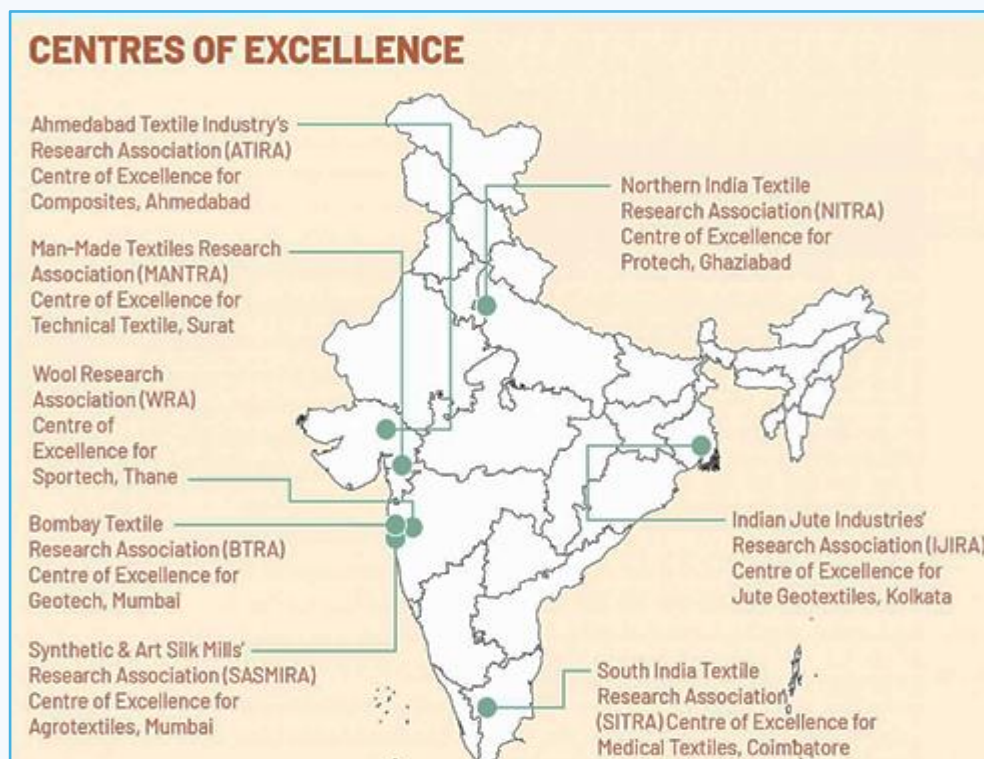 CENTRES OF EXCELLENCE
Ahmedabad Textile Industry's
Research Association (ATIRA)
Centre of Excellence for
Composites, Ahmedabad
Man-Made Textiles Research
Association (MANTRA)
Centre of Excellence for
Technical Textile, Surat
Wool Research
Association (WRA)
Centre of
Excellence for
Sportech, Thane
Bombay Textile
Research Association (BTRA)
Centre of Excellence for
Geotech, Mumbai
Synthetic & Art Silk Mills'
Research Association (SASMIRA)
Centre of Excellence for
Agrotextiles, Mumbai
Northern India Textile
Research Association (NITRA)
Centre of Excellence for
Protech, Ghaziabad
Indian Jute Industries'
Research Association (IJIRA)
Centre of Excellence for
Jute Geotextiles, Kolkata
South India Textile
Research Association
(SITRA) Centre of Excellence for
Medical Textiles, Coimbatore